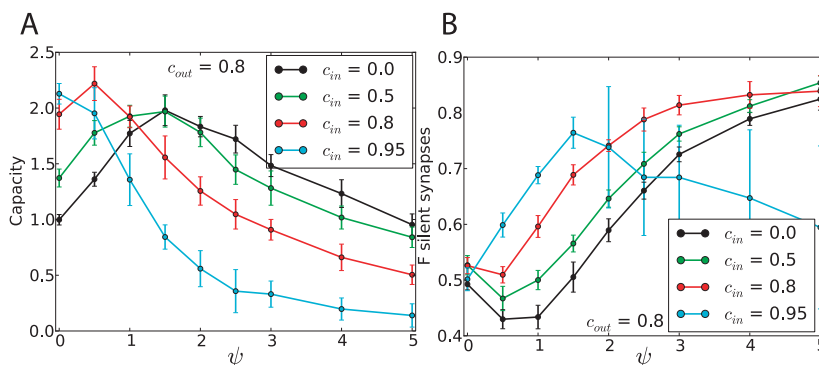 A
B
c_out = 0.8
c_in = 0.0
c_in = 0.5
c_in = 0.8
c_in = 0.95
Capacity
2.5
2.0
1.5
1.0
0.5
0.0
0 1 2 3 4 5
ψ
F silent synapses
0.9
0.8
0.7
0.6
0.5
0.4
c_in = 0.0
c_in = 0.5
c_in = 0.8
c_in = 0.95
c_out = 0.8
0 1 2 3 4 5
ψ